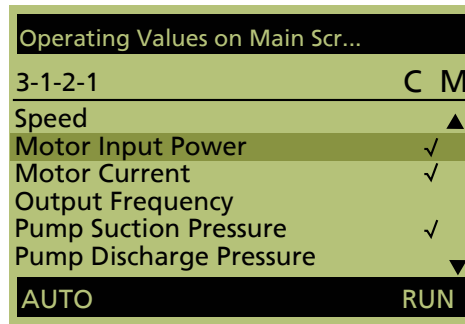 Operating Values on Main Scr...
3-1-2-1 C M
Speed
Motor Input Power √
Motor Current √
Output Frequency
Pump Suction Pressure √
Pump Discharge Pressure
AUTO RUN